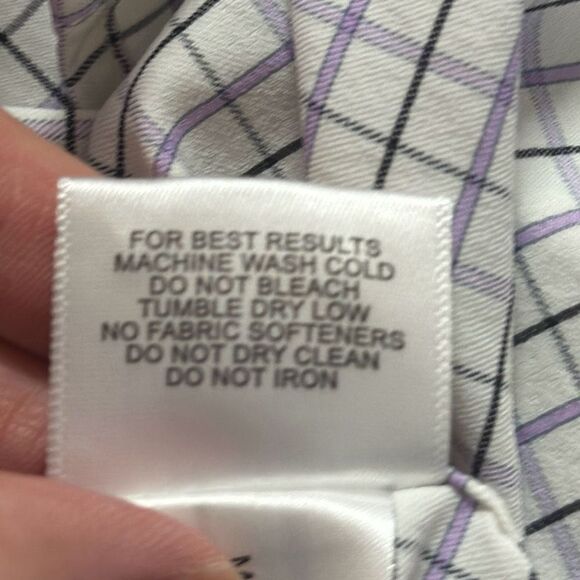 FOR BEST RESULTS
MACHINE WASH COLD
DO NOT BLEACH
TUMBLE DRY LOW
NO FABRIC SOFTENERS
DO NOT DRY CLEAN
DO NOT IRON